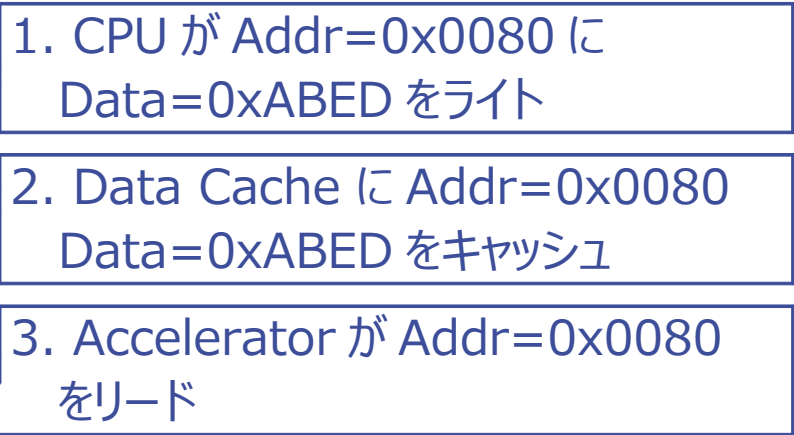 1. CPU が Addr=0x0080 に
Data=0xABED をライト
2. Data Cache に Addr=0x0080
Data=0xABED をキャッシュ
3. Accelerator が Addr=0x0080
をリード